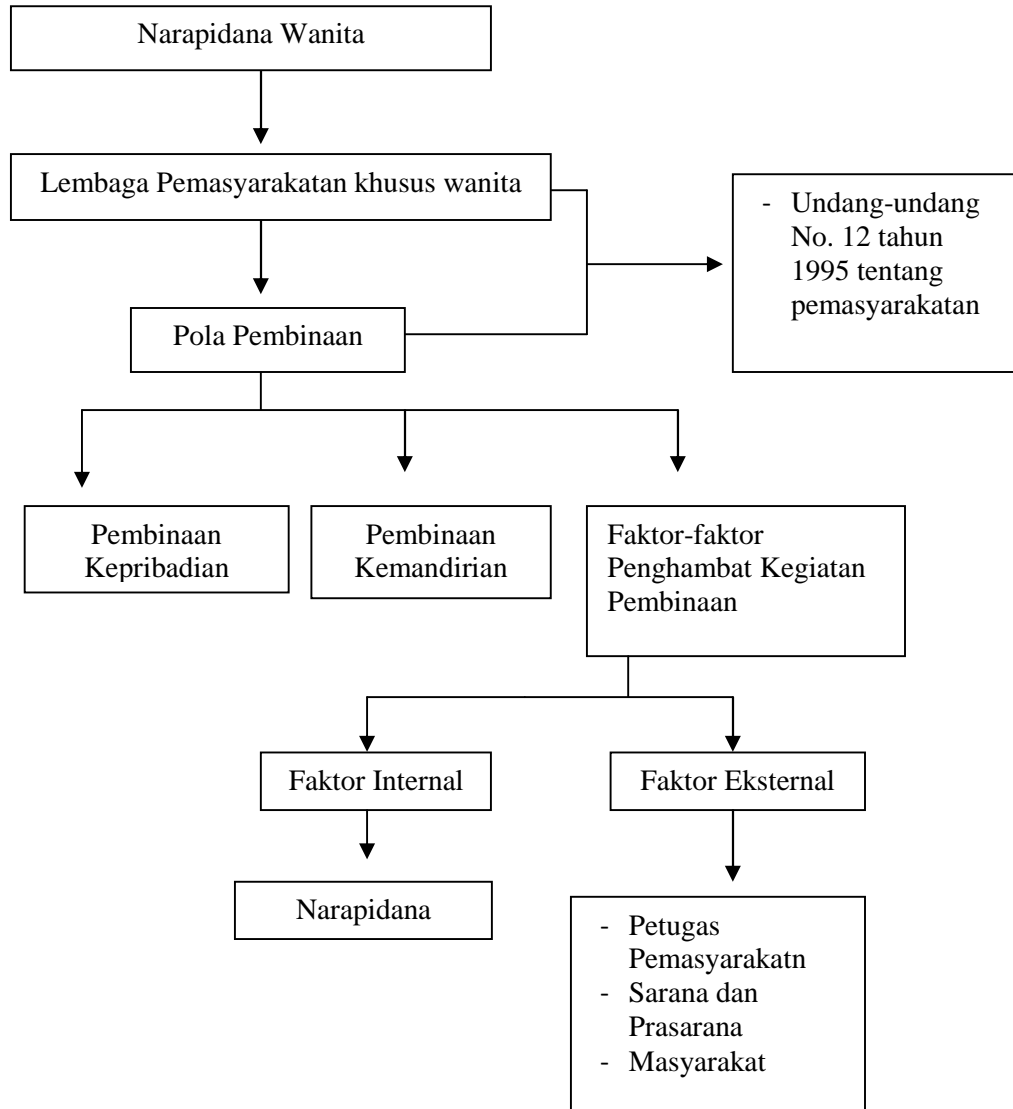 Narapidana Wanita
Lembaga Pemasyarakatan khusus wanita
- Undang-undang
No. 12 tahun
1995 tentang
pemasyarakatan
Pola Pembinaan
Pembinaan
Kepribadian
Pembinaan
Kemandirian
Faktor-faktor
Penghambat Kegiatan
Pembinaan
Faktor Internal
Faktor Eksternal
Narapidana
- Petugas
Pemasyarakatn
- Sarana dan
Prasarana
- Masyarakat